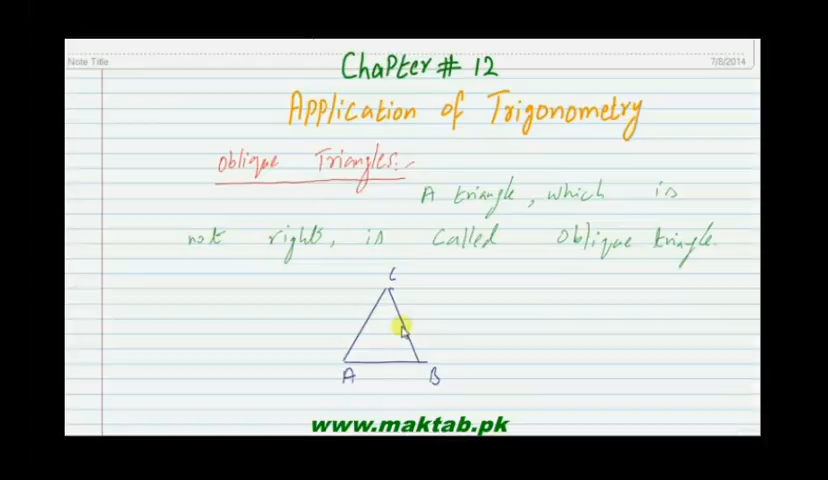 Note Title
7/8/2014
Chapter # 12
Application of Trigonometry
Oblique Triangles:-
A triangle, which is
not right, is called oblique triangle.
C
A
B
www.maktab.pk